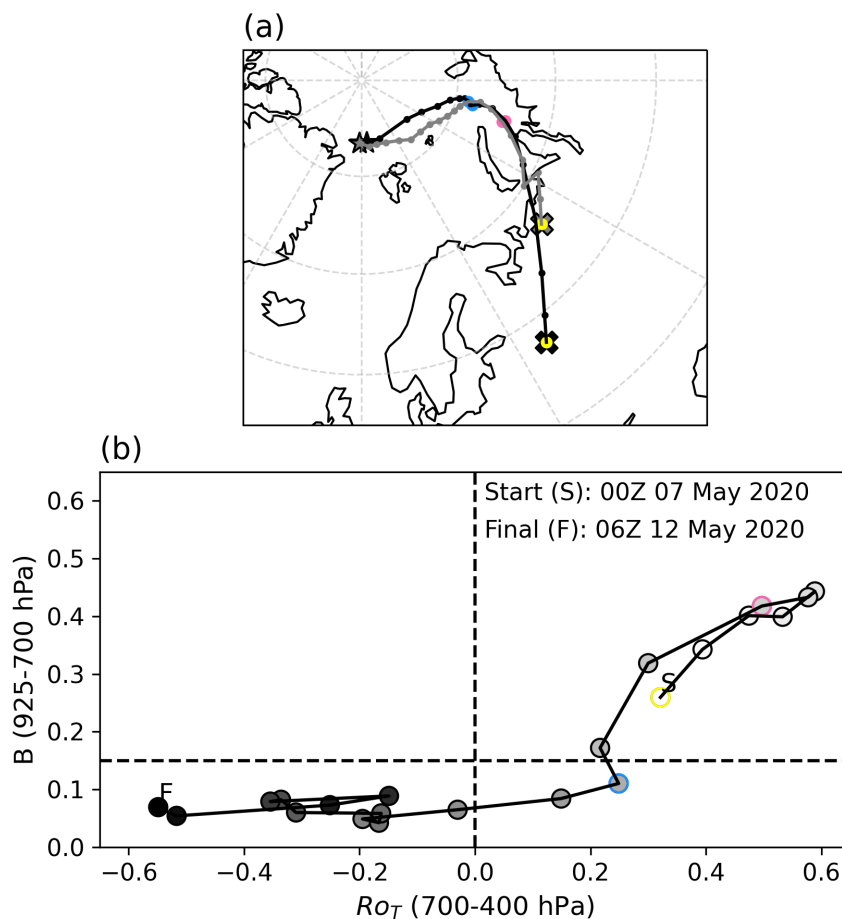 (a)
(b)
Start (S): 00Z 07 May 2020
Final (F): 06Z 12 May 2020
S
F
B (925-700 hPa)
0.6
0.5
0.4
0.3
0.2
0.1
0.0
−0.6 −0.4 −0.2 0.0 0.2 0.4 0.6
Ro_T (700-400 hPa)